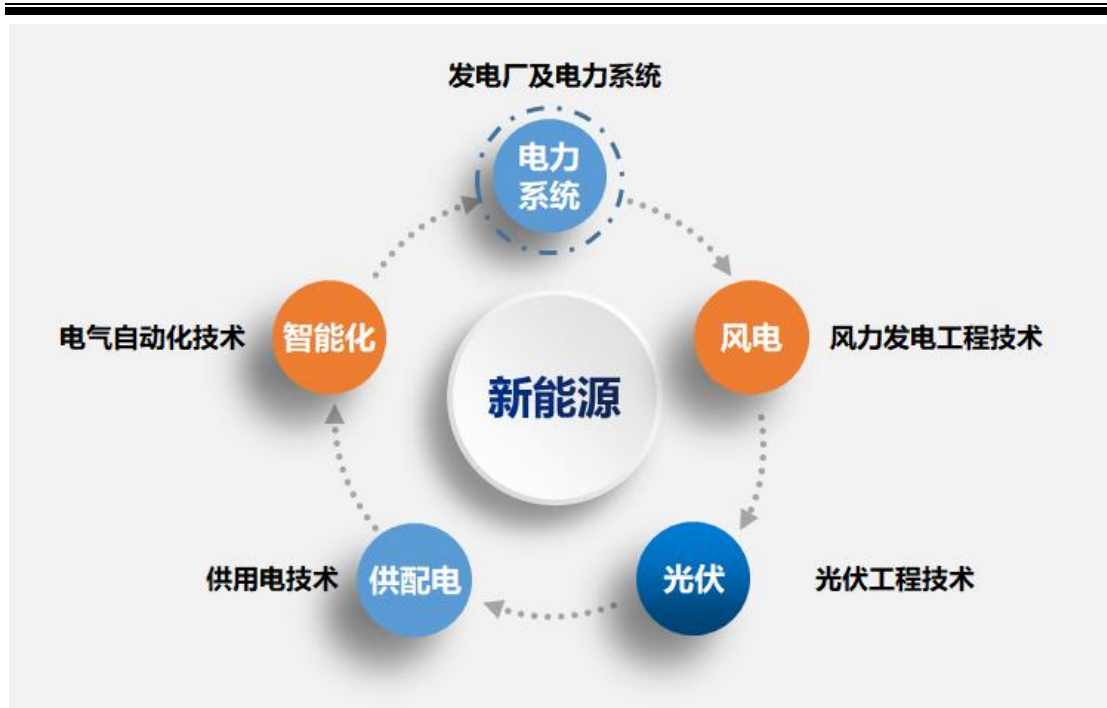 发电厂及电力系统
电力
系统
电气自动化技术
智能化
风电
风力发电工程技术
新能源
供用电技术
供配电
光伏
光伏工程技术